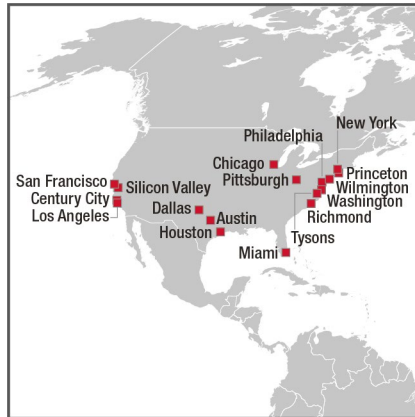 New York
Philadelphia
Chicago
Pittsburgh
Princeton
Wilmington
Washington
Richmond
San Francisco
Silicon Valley
Century City
Los Angeles
Dallas
Austin
Houston
Tysons
Miami